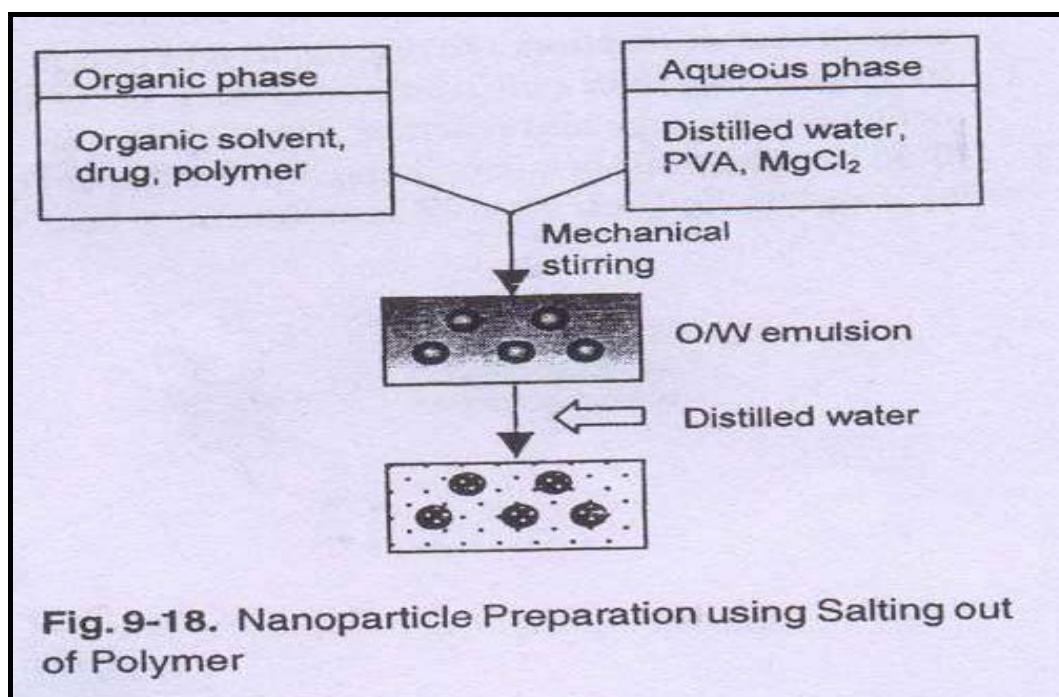 Organic phase
Organic solvent,
drug, polymer
Aqueous phase
Distilled water,
PVA, MgCl₂
Mechanical
stirring
O/W emulsion
Distilled water
Fig. 9-18. Nanoparticle Preparation using Salting out
of Polymer